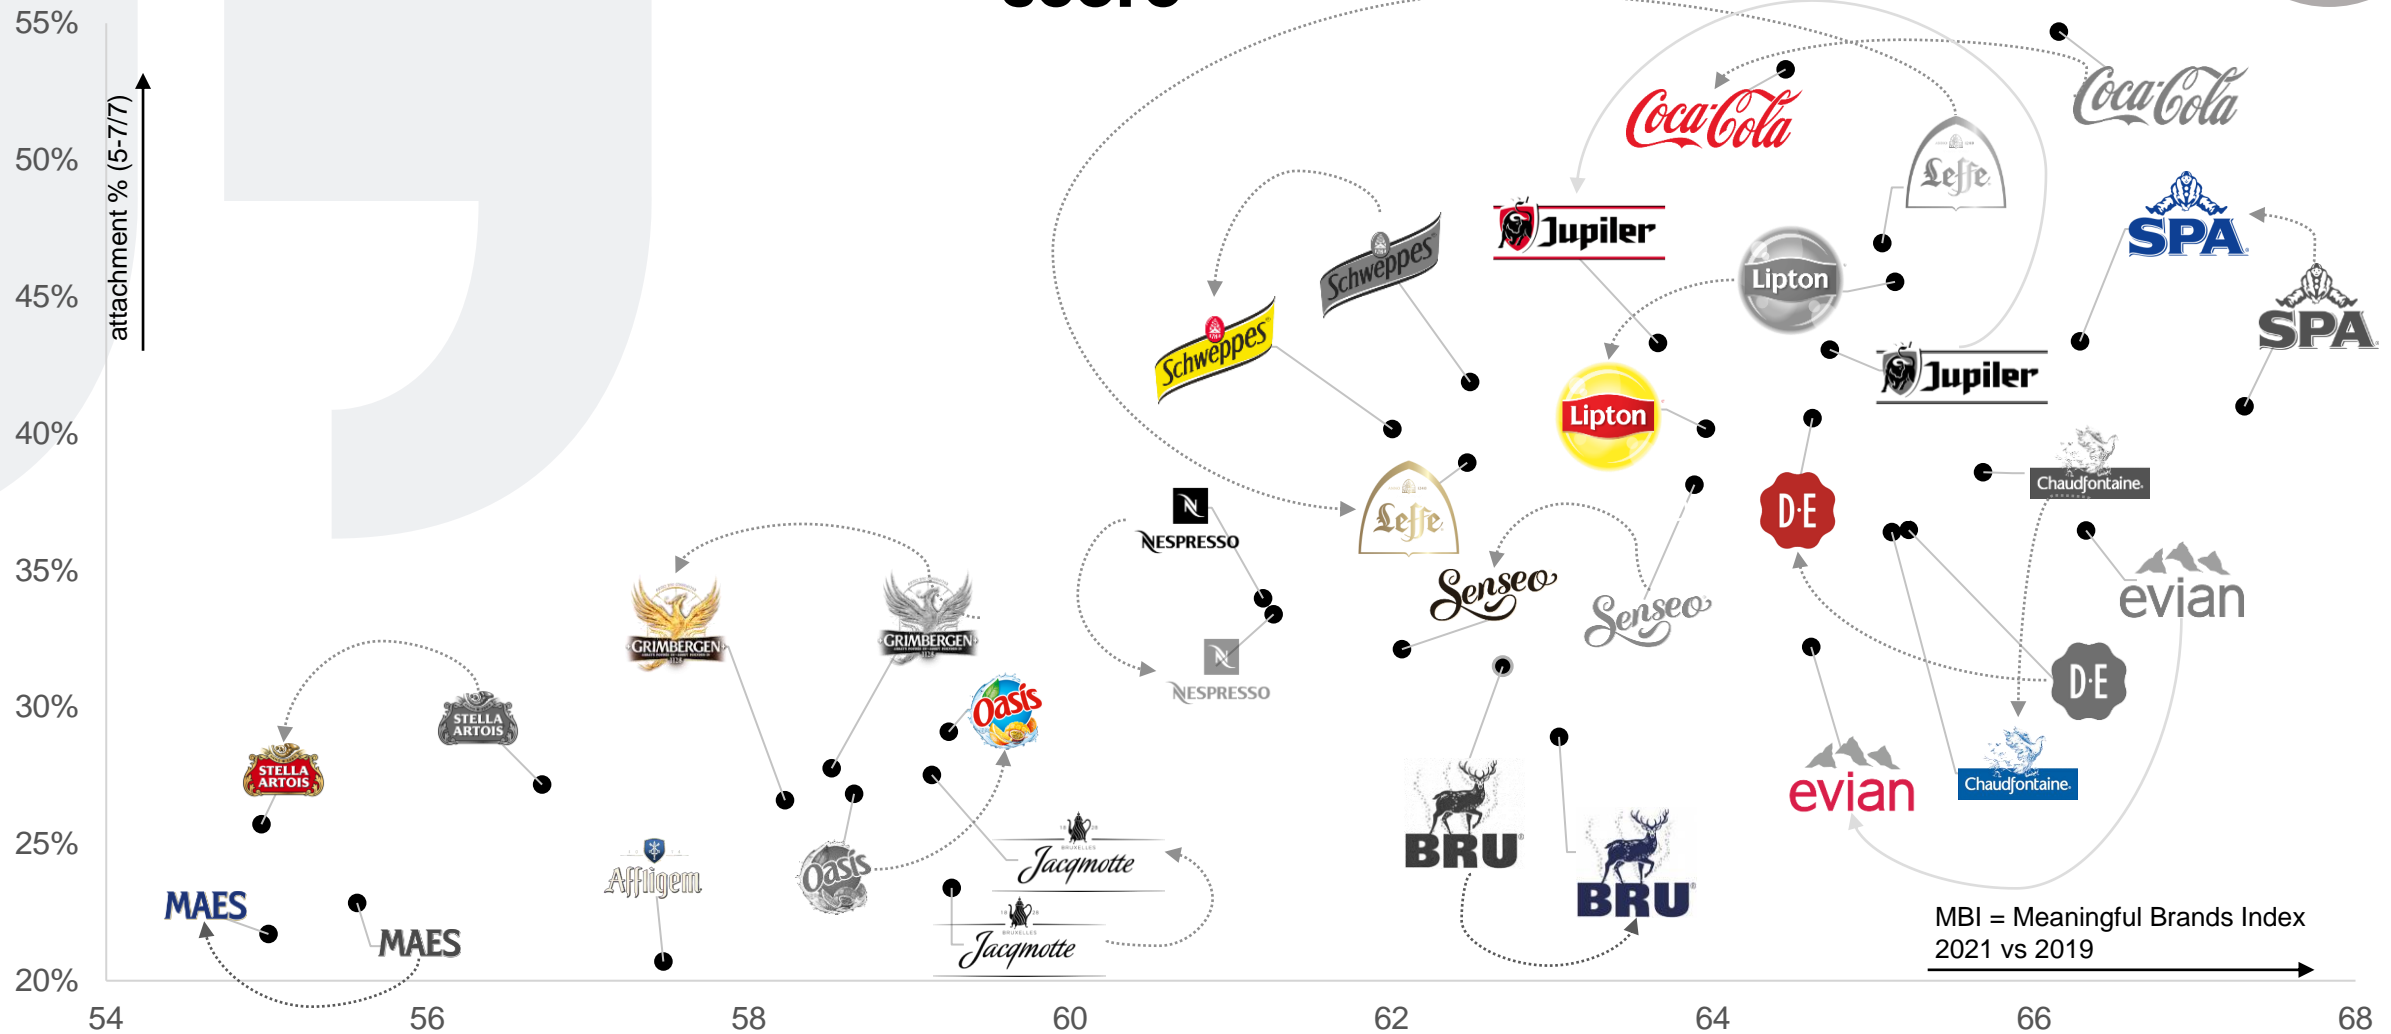 55%
50%
45%
40%
35%
30%
25%
20%
attachment % (5-7/7)
Coca-Cola
Coca-Cola
Leffe
SPA
Jupiler
Schweppes
Lipton
SPA
Schweppes
Jupiler
Lipton
Chaudfontaine
Leffe
D·E
NESPRESSO
evian
Senseo
Senseo
GRIMBERGEN
GRIMBERGEN
NESPRESSO
D·E
Oasis
STELLA
ARTOIS
STELLA
ARTOIS
evian
Chaudfontaine
BRU
BRUXELLES
Jacqmotte
Affligem
Oasis
BRU
MAES
MAES
BRUXELLES
Jacqmotte
MBI = Meaningful Brands Index
2021 vs 2019
54 56 58 60 62 64 66 68